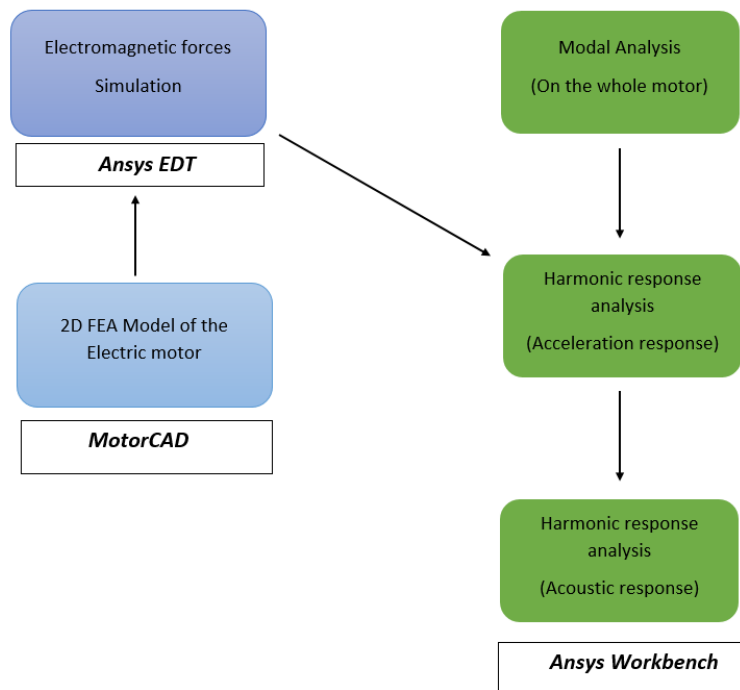 Electromagnetic forces
Simulation
Ansys EDT
2D FEA Model of the
Electric motor
MotorCAD
Modal Analysis
(On the whole motor)
Harmonic response
analysis
(Acceleration response)
Harmonic response
analysis
(Acoustic response)
Ansys Workbench